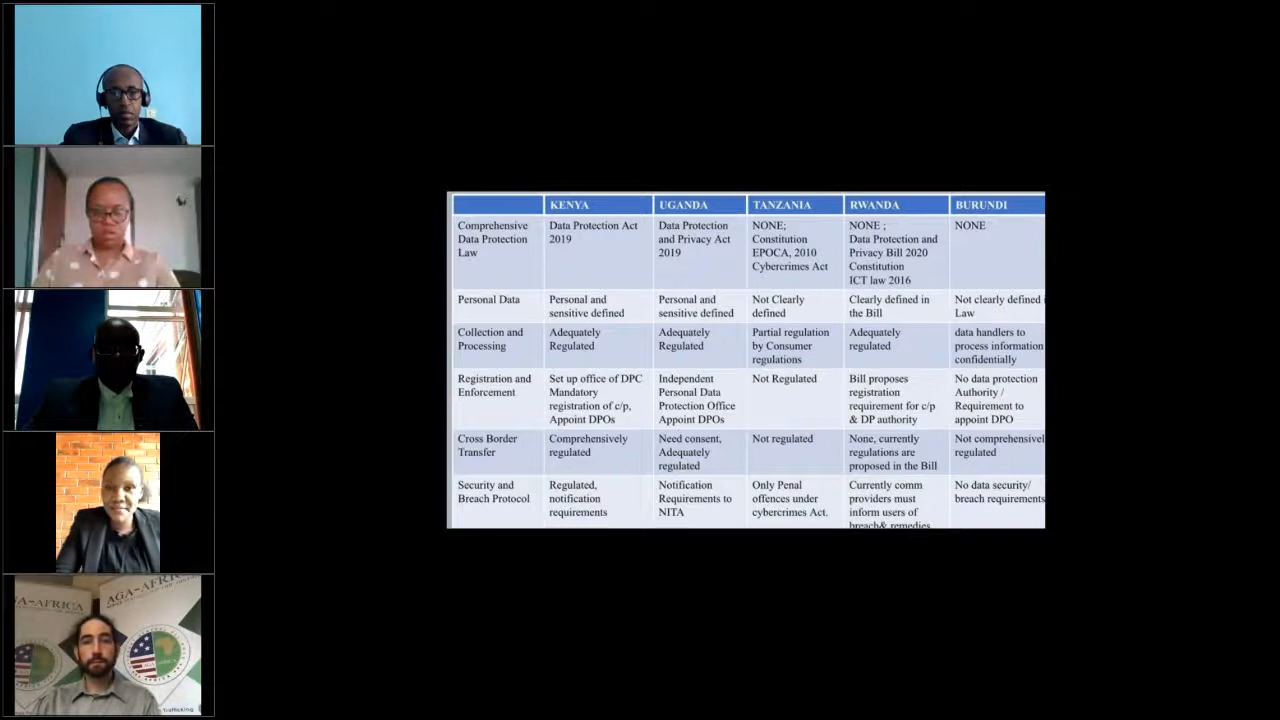 KENYA UGANDA TANZANIA RWANDA BURUNDI
Comprehensive
Data Protection
Law
Data Protection Act
2019
Data Protection
and Privacy Act
2019
NONE;
Constitution
EPOCA, 2010
Cybercrimes Act
NONE ;
Data Protection and
Privacy Bill 2020
Constitution
ICT law 2016
NONE
Personal Data
Personal and
sensitive defined
Personal and
sensitive defined
Not Clearly
defined
Clearly defined in
the Bill
Not clearly defined
Law
Collection and
Processing
Adequately
Regulated
Adequately
Regulated
Partial regulation
by Consumer
regulations
Adequately
regulated
data handlers to
process information
confidentially
Registration and
Enforcement
Set up office of DPC
Mandatory
registration of c/p,
Appoint DPOs
Independent
Personal Data
Protection Office
Appoint DPOs
Not Regulated
Bill proposes
registration
requirement for c/p
& DP authority
No data protection
Authority /
Requirement to
appoint DPO
Cross Border
Transfer
Comprehensively
regulated
Need consent,
Adequately
regulated
Not regulated
None, currently
regulations are
proposed in the Bill
Not comprehensivel
regulated
Security and
Breach Protocol
Regulated,
notification
requirements
Notification
Requirements to
NITA
Only Penal
offences under
cybercrimes Act.
Currently comm
providers must
inform users of
breach& remedies
No data security/
breach requirements
AGA-AFRICA
AGA-AFRICA
Trafficking